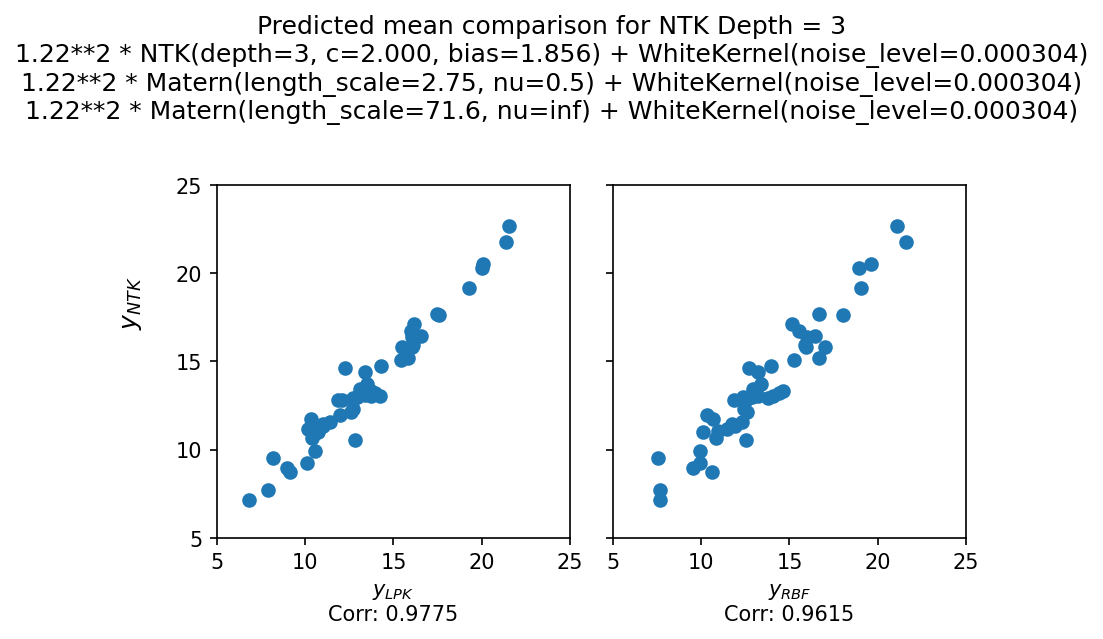 Predicted mean comparison for NTK Depth = 3
1.22**2 * NTK(depth=3, c=2.000, bias=1.856) + WhiteKernel(noise_level=0.000304)
1.22**2 * Matern(length_scale=2.75, nu=0.5) + WhiteKernel(noise_level=0.000304)
1.22**2 * Matern(length_scale=71.6, nu=inf) + WhiteKernel(noise_level=0.000304)
25
20
15
10
5
y_NTK
5 10 15 20 25
y_LPK
Corr: 0.9775
5 10 15 20 25
y_RBF
Corr: 0.9615